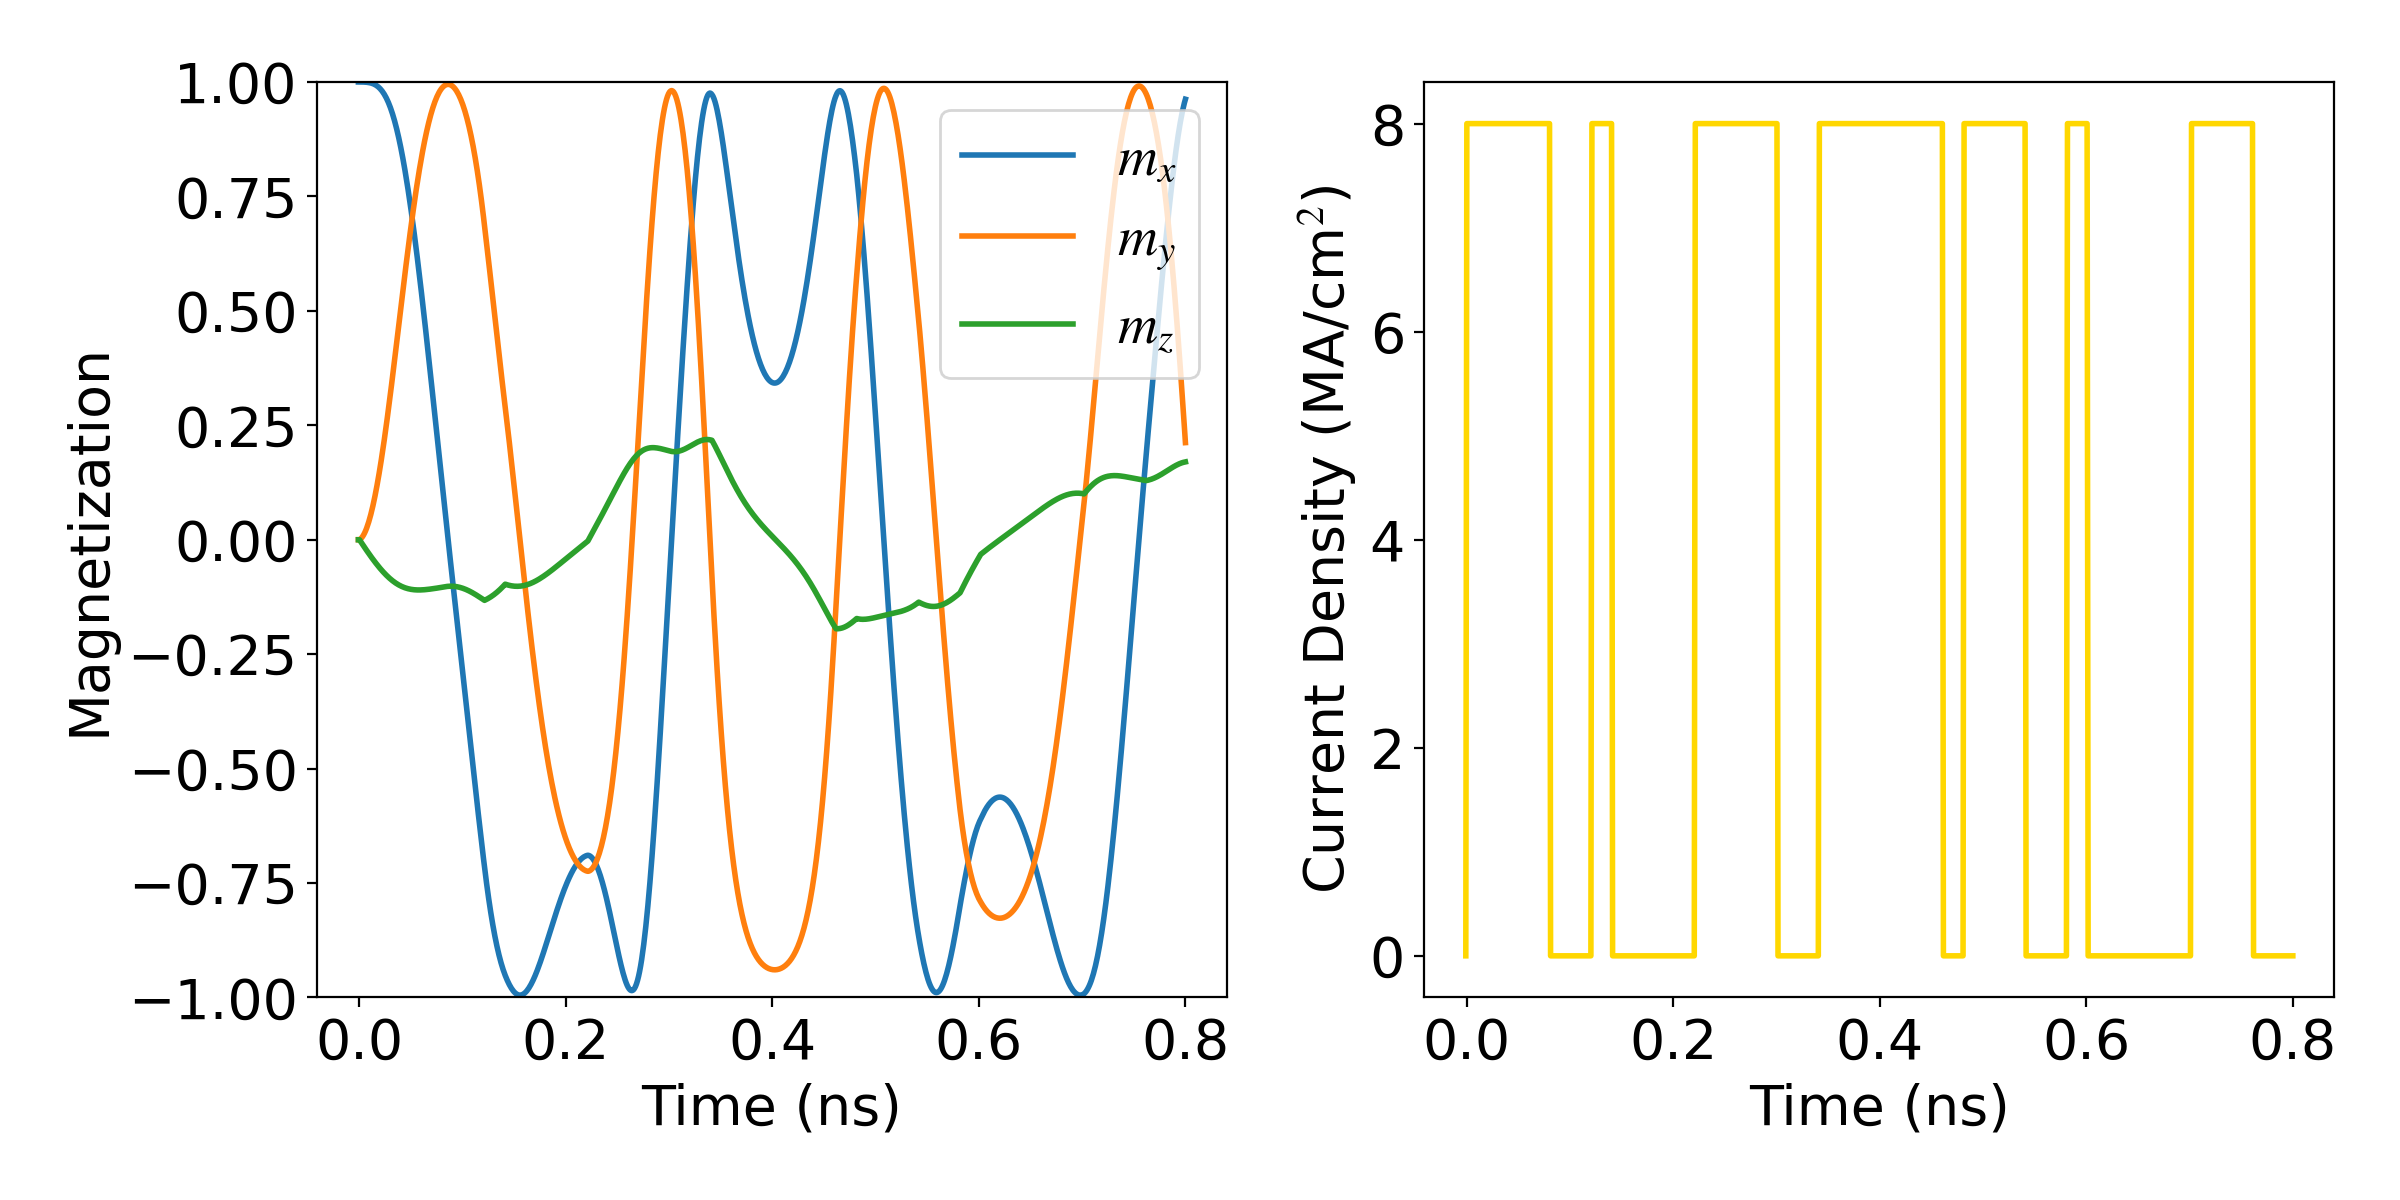 Magnetization
1.00
0.75
0.50
0.25
0.00
−0.25
−0.50
−0.75
−1.00
0.0 0.2 0.4 0.6 0.8
Time (ns)
m_x
m_y
m_z
Current Density (MA/cm²)
8
6
4
2
0
0.0 0.2 0.4 0.6 0.8
Time (ns)